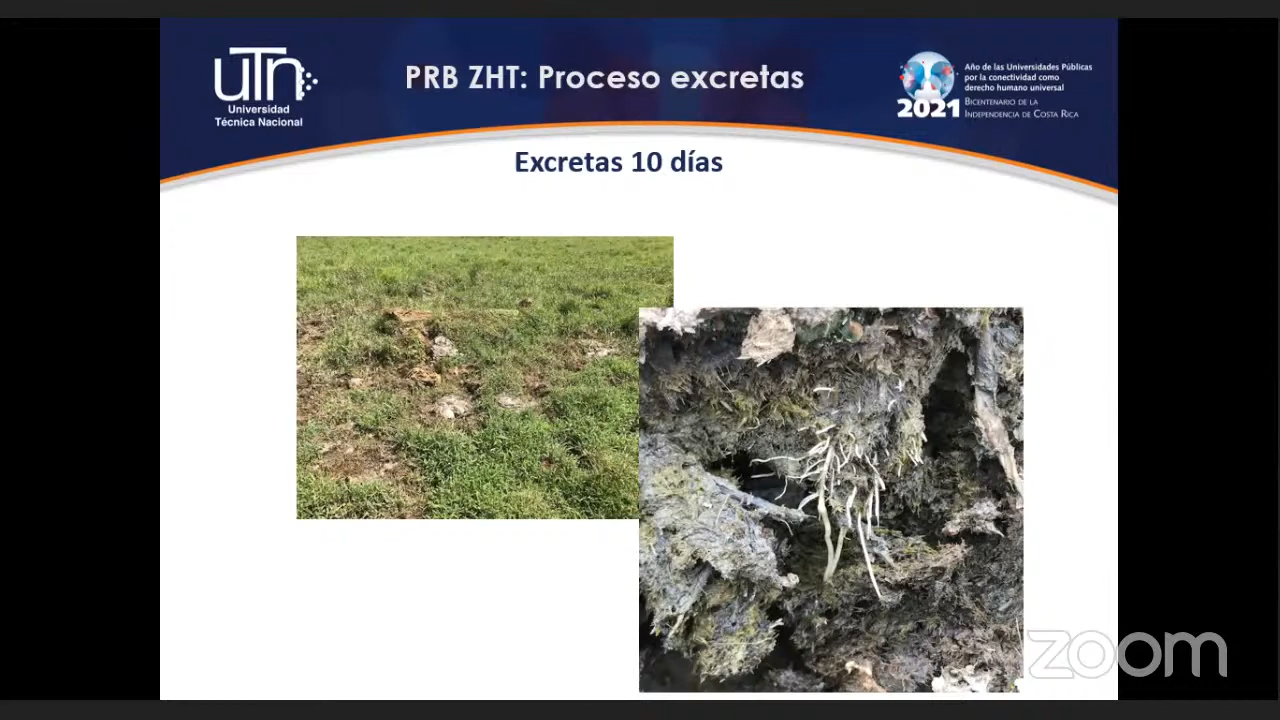 UTN
Universidad
Técnica Nacional
PRB ZHT: Proceso excretas
2021
Año de las Universidades Públicas
por la conectividad como
derecho humano universal
Bicentenario de la
Independencia de Costa Rica
Excretas 10 días
zoom